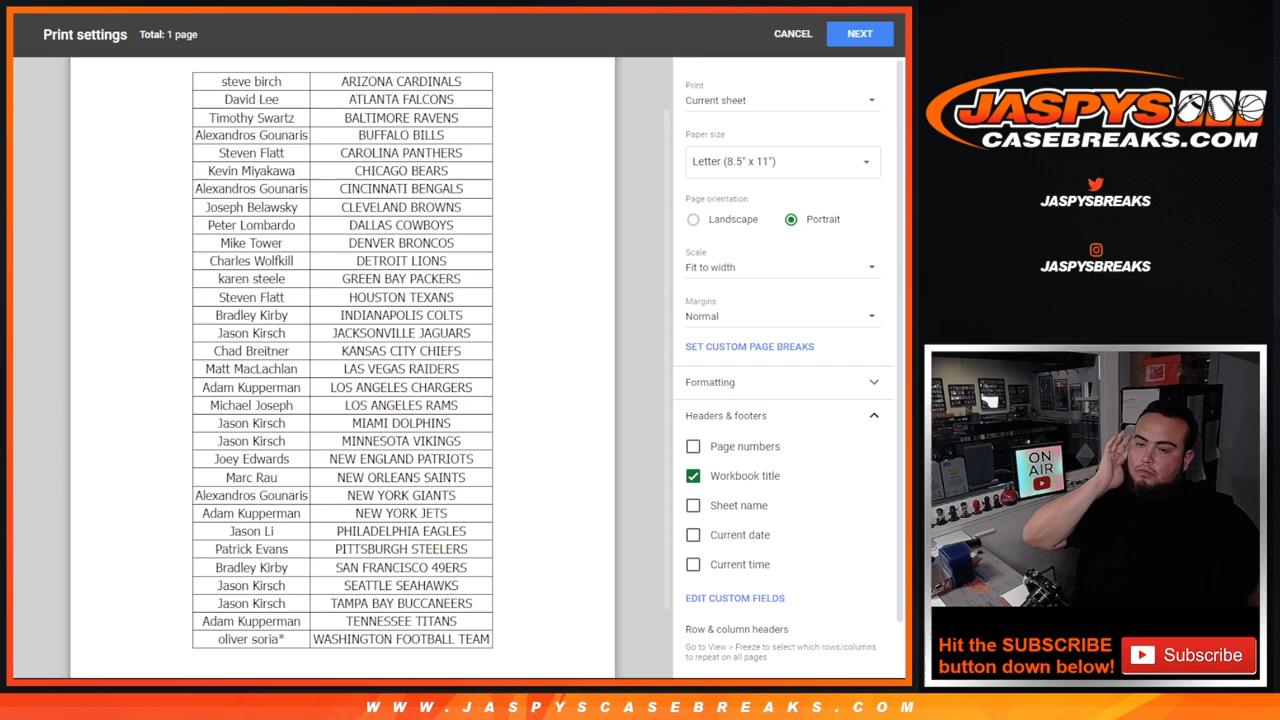 Print settings Total: 1 page CANCEL NEXT
steve birch ARIZONA CARDINALS
David Lee ATLANTA FALCONS
Timothy Swartz BALTIMORE RAVENS
Alexandros Gounaris BUFFALO BILLS
Steven Flatt CAROLINA PANTHERS
Kevin Miyakawa CHICAGO BEARS
Alexandros Gounaris CINCINNATI BENGALS
Joseph Belawsky CLEVELAND BROWNS
Peter Lombardo DALLAS COWBOYS
Mike Tower DENVER BRONCOS
Charles Wolfkill DETROIT LIONS
karen steele GREEN BAY PACKERS
Steven Flatt HOUSTON TEXANS
Bradley Kirby INDIANAPOLIS COLTS
Jason Kirsch JACKSONVILLE JAGUARS
Chad Breitner KANSAS CITY CHIEFS
Matt MacLachlan LAS VEGAS RAIDERS
Adam Kupperman LOS ANGELES CHARGERS
Michael Joseph LOS ANGELES RAMS
Jason Kirsch MIAMI DOLPHINS
Jason Kirsch MINNESOTA VIKINGS
Joey Edwards NEW ENGLAND PATRIOTS
Marc Rau NEW ORLEANS SAINTS
Alexandros Gounaris NEW YORK GIANTS
Adam Kupperman NEW YORK JETS
Jason Li PHILADELPHIA EAGLES
Patrick Evans PITTSBURGH STEELERS
Bradley Kirby SAN FRANCISCO 49ERS
Jason Kirsch SEATTLE SEAHAWKS
Jason Kirsch TAMPA BAY BUCCANEERS
Adam Kupperman TENNESSEE TITANS
oliver soria* WASHINGTON FOOTBALL TEAM
Print
Current sheet
Paper size
Letter (8.5" x 11")
Page orientation
Landscape Portrait
Scale
Fit to width
Margins
Normal
SET CUSTOM PAGE BREAKS
Formatting
Headers & footers
Page numbers
Workbook title
Sheet name
Current date
Current time
EDIT CUSTOM FIELDS
Row & column headers
Go to View > Freeze to select which rows/columns
to repeat on all pages
JASPYS
CASEBREAKS.COM
JASPYSBREAKS
JASPYSBREAKS
ON
AIR
Hit the SUBSCRIBE
button down below!
Subscribe
WWW.JASPYSCASEBREAKS.COM